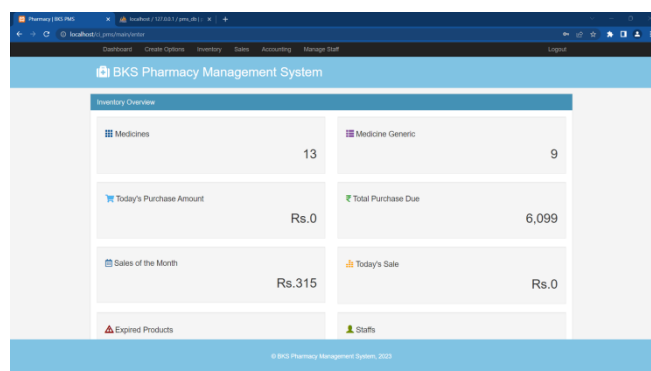 Pharmacy | BKS PMS
localhost / 127.0.0.1 / pms_db |
localhost/ci_pms/main/enter
Dashboard Create Options Inventory Sales Accounting Manage Staff Logout
BKS Pharmacy Management System
Inventory Overview
Medicines
13
Medicine Generic
9
Today's Purchase Amount
Rs.0
Total Purchase Due
6,099
Sales of the Month
Rs.315
Today's Sale
Rs.0
Expired Products
Staffs
© BKS Pharmacy Management System, 2023